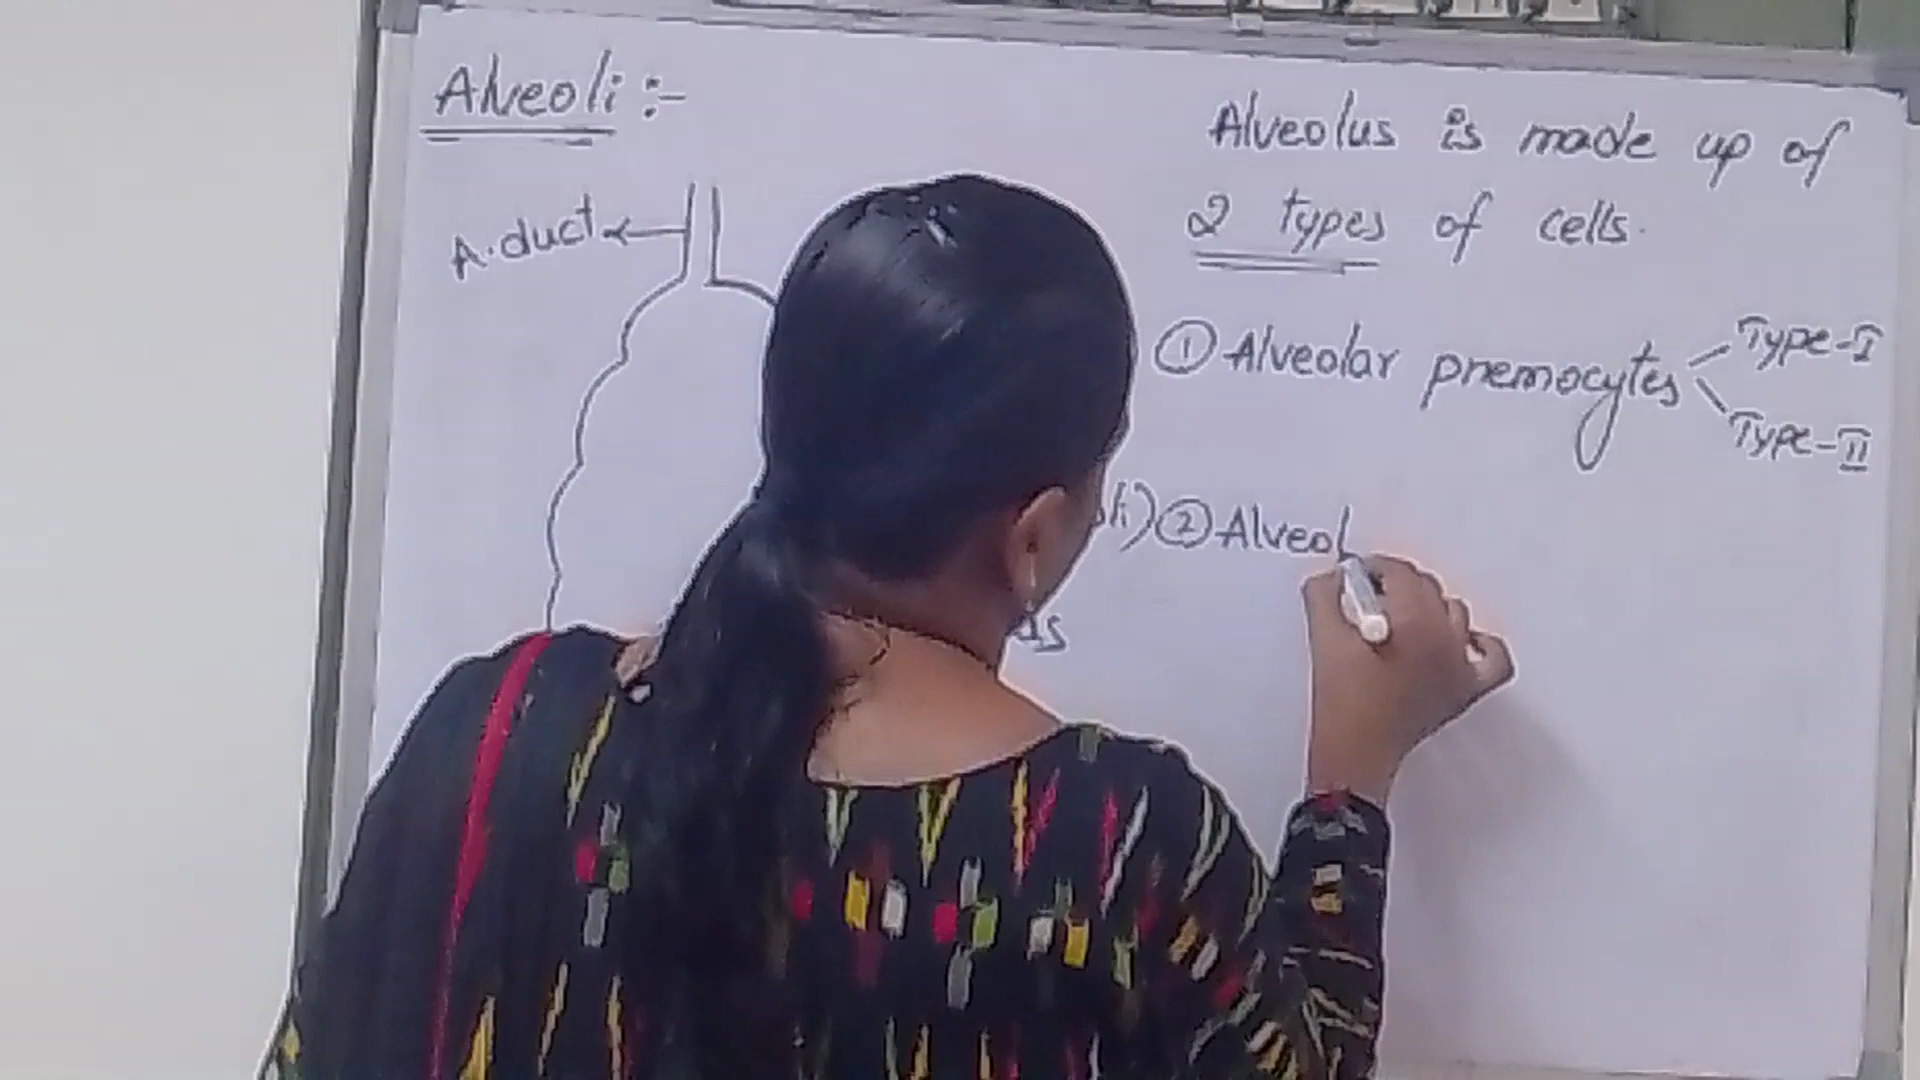 Alveoli :-
A.duct
Alveolus is made up of
2 types of cells.
① Alveolar pnemocytes
Type-I
Type-II
② Alveol